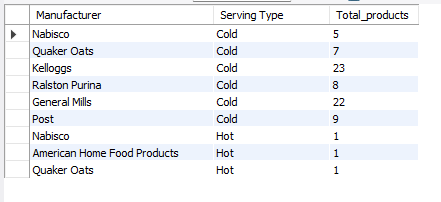 Manufacturer Serving Type Total_products
Nabisco Cold 5
Quaker Oats Cold 7
Kelloggs Cold 23
Ralston Purina Cold 8
General Mills Cold 22
Post Cold 9
Nabisco Hot 1
American Home Food Products Hot 1
Quaker Oats Hot 1